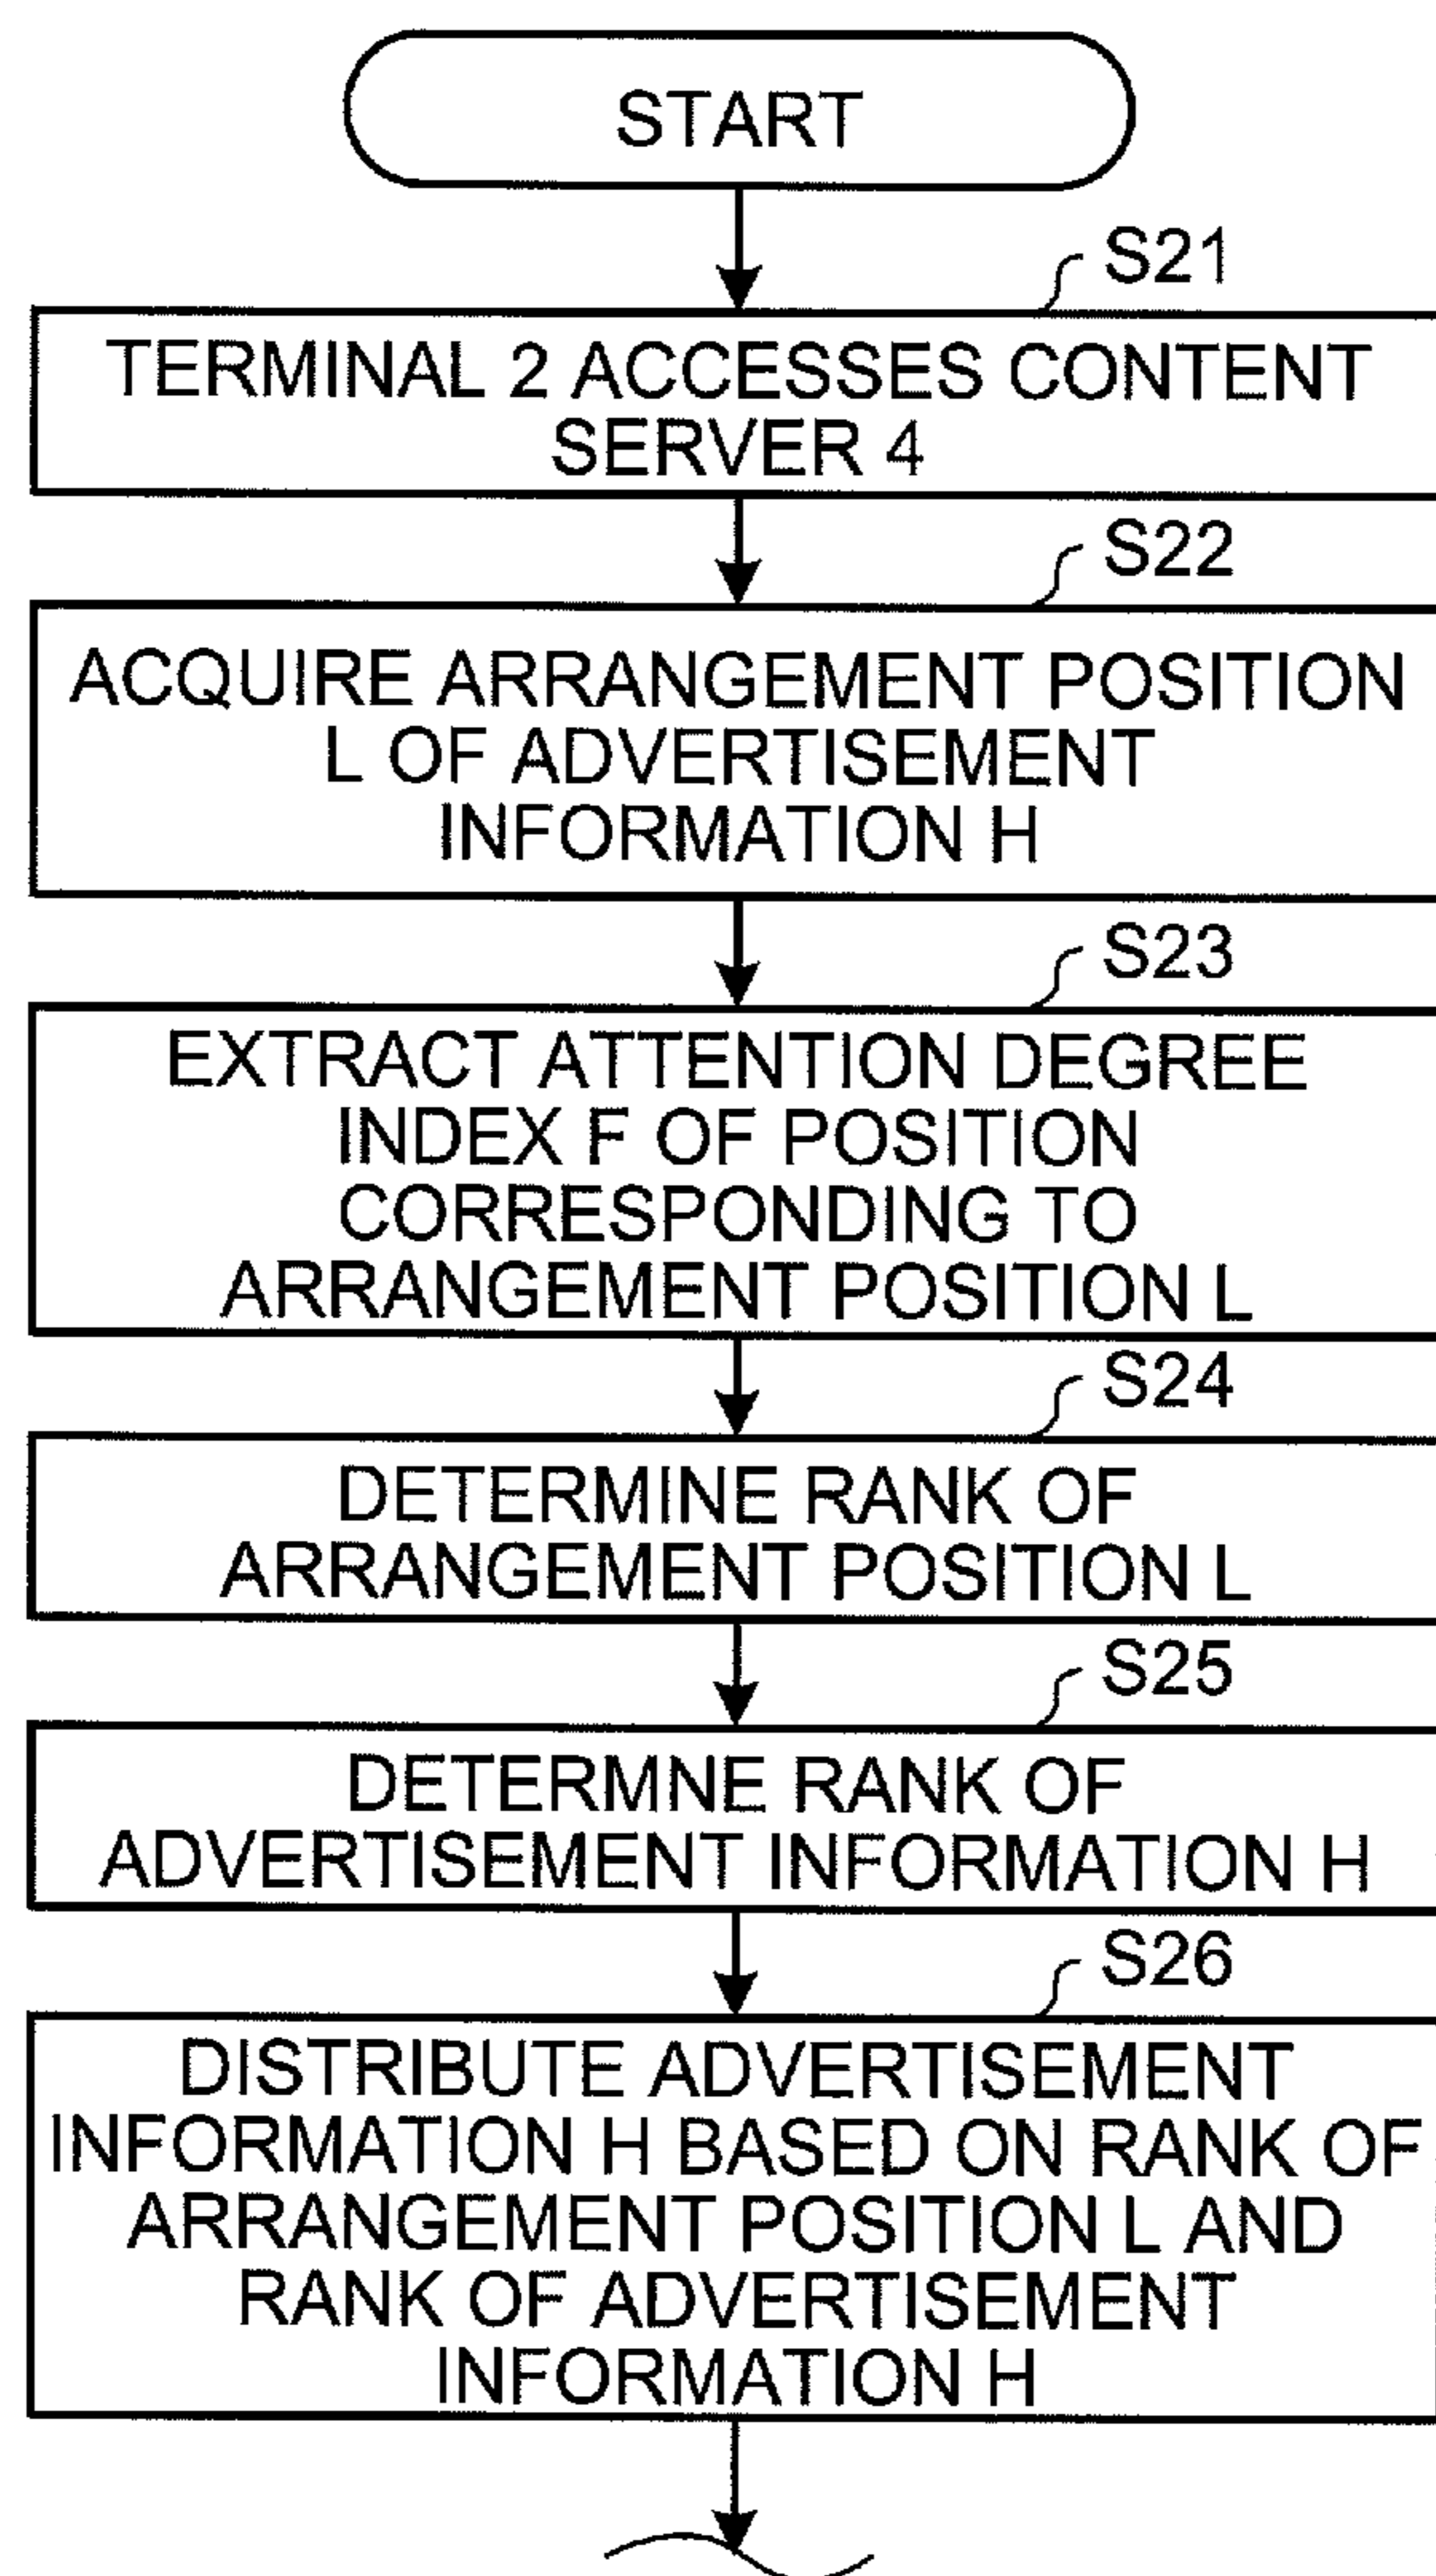 START
S21
TERMINAL 2 ACCESSES CONTENT
SERVER 4
S22
ACQUIRE ARRANGEMENT POSITION
L OF ADVERTISEMENT
INFORMATION H
S23
EXTRACT ATTENTION DEGREE
INDEX F OF POSITION
CORRESPONDING TO
ARRANGEMENT POSITION L
S24
DETERMINE RANK OF
ARRANGEMENT POSITION L
S25
DETERMNE RANK OF
ADVERTISEMENT INFORMATION H
S26
DISTRIBUTE ADVERTISEMENT
INFORMATION H BASED ON RANK OF
ARRANGEMENT POSITION L AND
RANK OF ADVERTISEMENT
INFORMATION H